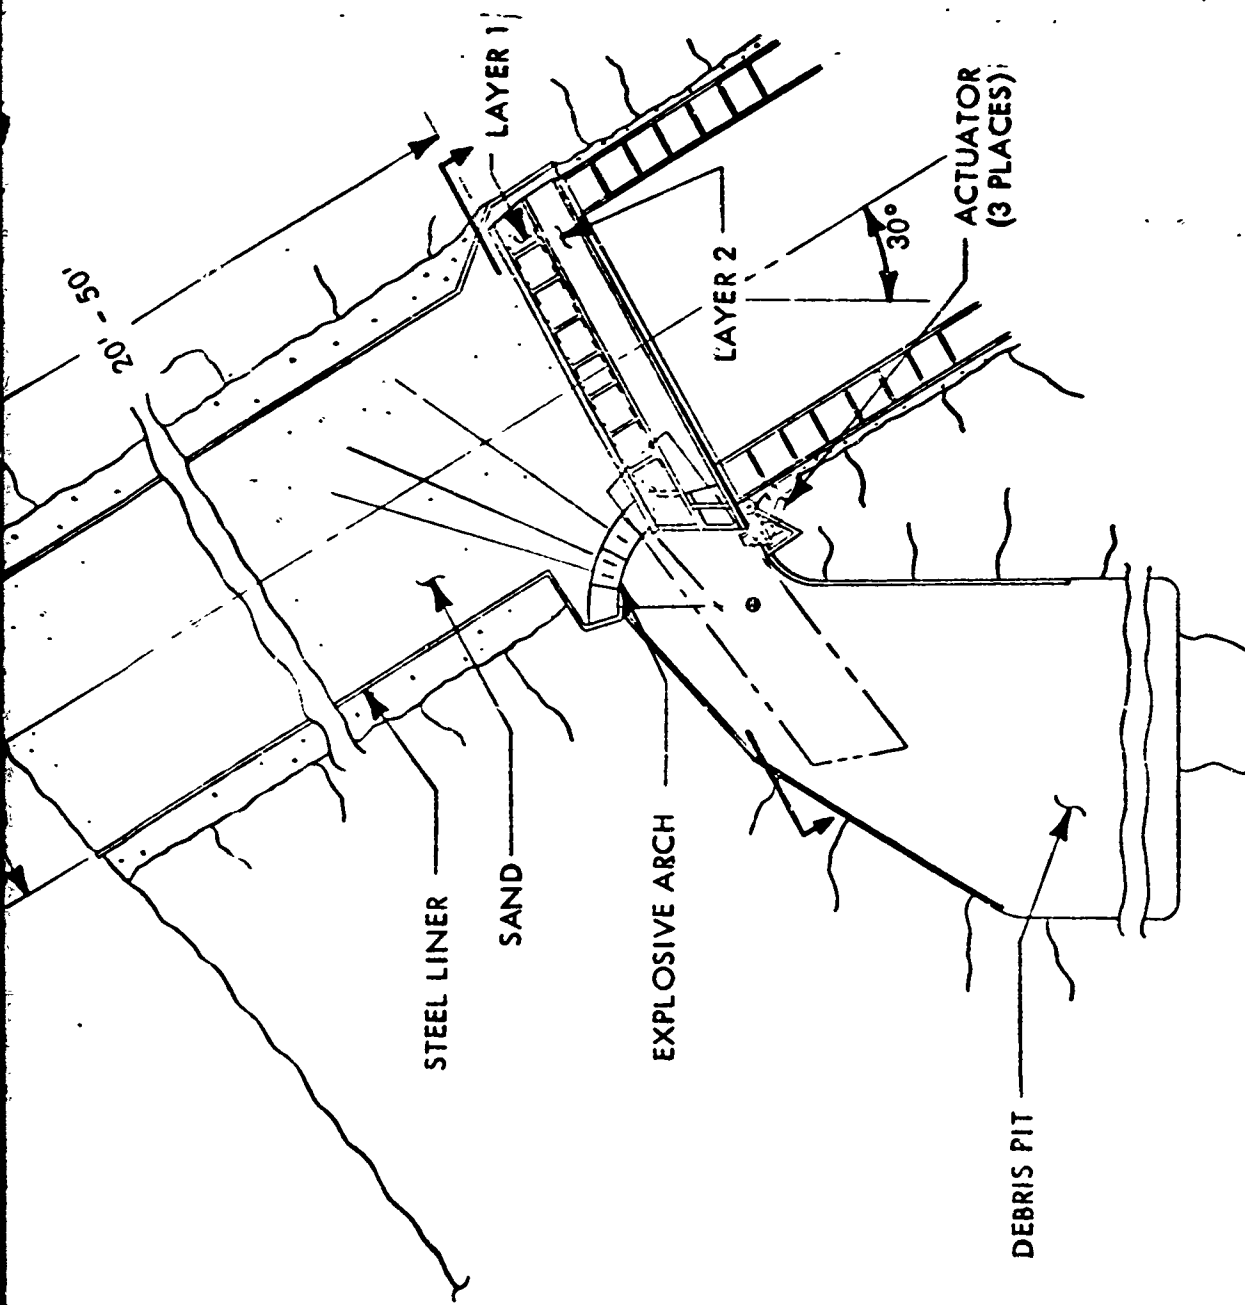 20' - 50'
LAYER 1
LAYER 2
30°
ACTUATOR
(3 PLACES)
STEEL LINER
SAND
EXPLOSIVE ARCH
DEBRIS PIT